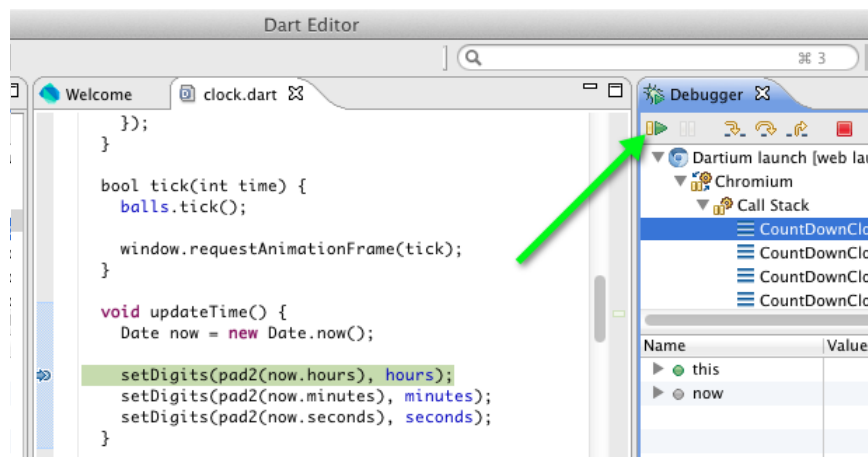 Dart Editor
⌘ 3
Welcome
clock.dart
Debugger
});
}
bool tick(int time) {
balls.tick();
window.requestAnimationFrame(tick);
}
void updateTime() {
Date now = new Date.now();
setDigits(pad2(now.hours), hours);
setDigits(pad2(now.minutes), minutes);
setDigits(pad2(now.seconds), seconds);
}
Dartium launch [web lau
Chromium
Call Stack
CountDownClo
CountDownClo
CountDownClo
CountDownClo
Name Value
this
now